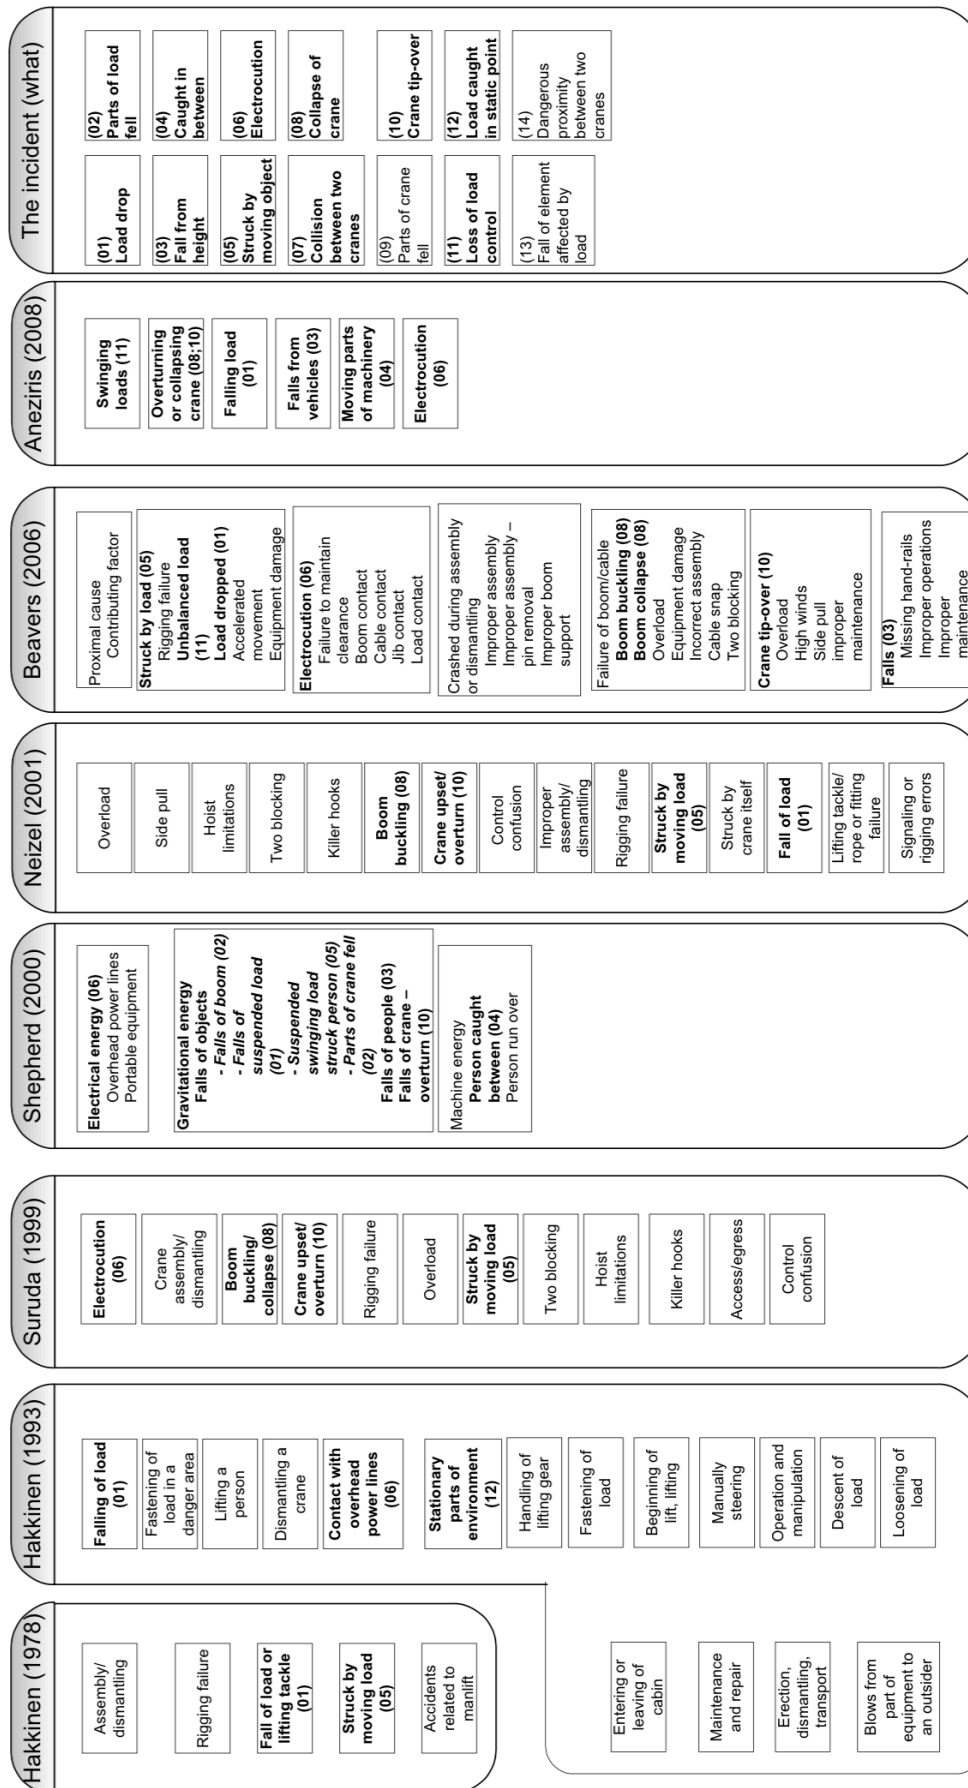 Hakkinen (1978)
Assembly/
dismantling
Rigging failure
Fall of load or
lifting tackle
(01)
Struck by
moving load
(05)
Accidents
related to
manlift
Hakkinen (1993)
Falling of load
(01)
Fastening of
load in a
danger area
Lifting a
person
Dismantling a
crane
Contact with
overhead
power lines
(06)
Stationary
parts of
environment
(12)
Handling of
lifting gear
Fastening of
load
Beginning of
lift, lifting
Manually
steering
Operation and
manipulation
Descent of
load
Loosening of
load
Entering or
leaving of
cabin
Maintenance
and repair
Erection,
dismantling,
transport
Blows from
part of
equipment to
an outsider
Suruda (1999)
Electrocution
(06)
Crane
assembly/
dismantling
Boom
buckling/
collapse (08)
Crane upset/
overturn (10)
Rigging failure
Overload
Struck by
moving load
(05)
Two blocking
Hoist
limitations
Killer hooks
Access/egress
Control
confusion
Shepherd (2000)
Electrical energy (06)
Overhead power lines
Portable equipment
Gravitational energy
Falls of objects
- Falls of boom (02)
- Falls of
suspended load
(01)
- Suspended
swinging load
struck person (05)
- Parts of crane fell
(02)
Falls of people (03)
Falls of crane –
overturn (10)
Machine energy
Person caught
between (04)
Person run over
Neizel (2001)
Overload
Side pull
Hoist
limitations
Two blocking
Killer hooks
Boom
buckling (08)
Crane upset/
overturn (10)
Control
confusion
Improper
assembly/
dismantling
Rigging failure
Struck by
moving load
(05)
Struck by
crane itself
Fall of load
(01)
Lifting tackle/
rope or fitting
failure
Signaling or
rigging errors
Beavers (2006)
Proximal cause
Contributing factor
Struck by load (05)
Rigging failure
Unbalanced load
(11)
Load dropped (01)
Accelerated
movement
Equipment damage
Electrocution (06)
Failure to maintain
clearance
Boom contact
Cable contact
Jib contact
Load contact
Crashed during assembly
or dismantling
Improper assembly
Improper assembly –
pin removal
Improper boom
support
Failure of boom/cable
Boom buckling (08)
Boom collapse (08)
Overload
Equipment damage
Incorrect assembly
Cable snap
Two blocking
Crane tip-over (10)
Overload
High winds
Side pull
improper
maintenance
Falls (03)
Missing hand-rails
Improper operations
Improper
maintenance
Aneziris (2008)
Swinging
loads (11)
Overturning
or collapsing
crane (08;10)
Falling load
(01)
Falls from
vehicles (03)
Moving parts
of machinery
(04)
Electrocution
(06)
The incident (what)
(01)
Load drop
(02)
Parts of load
fell
(03)
Fall from
height
(04)
Caught in
between
(05)
Struck by
moving object
(06)
Electrocution
(07)
Collision
between two
cranes
(08)
Collapse of
crane
(09)
Parts of crane
fell
(10)
Crane tip-over
(11)
Loss of load
control
(12)
Load caught
in static point
(13)
Fall of element
affected by
load
(14)
Dangerous
proximity
between two
cranes